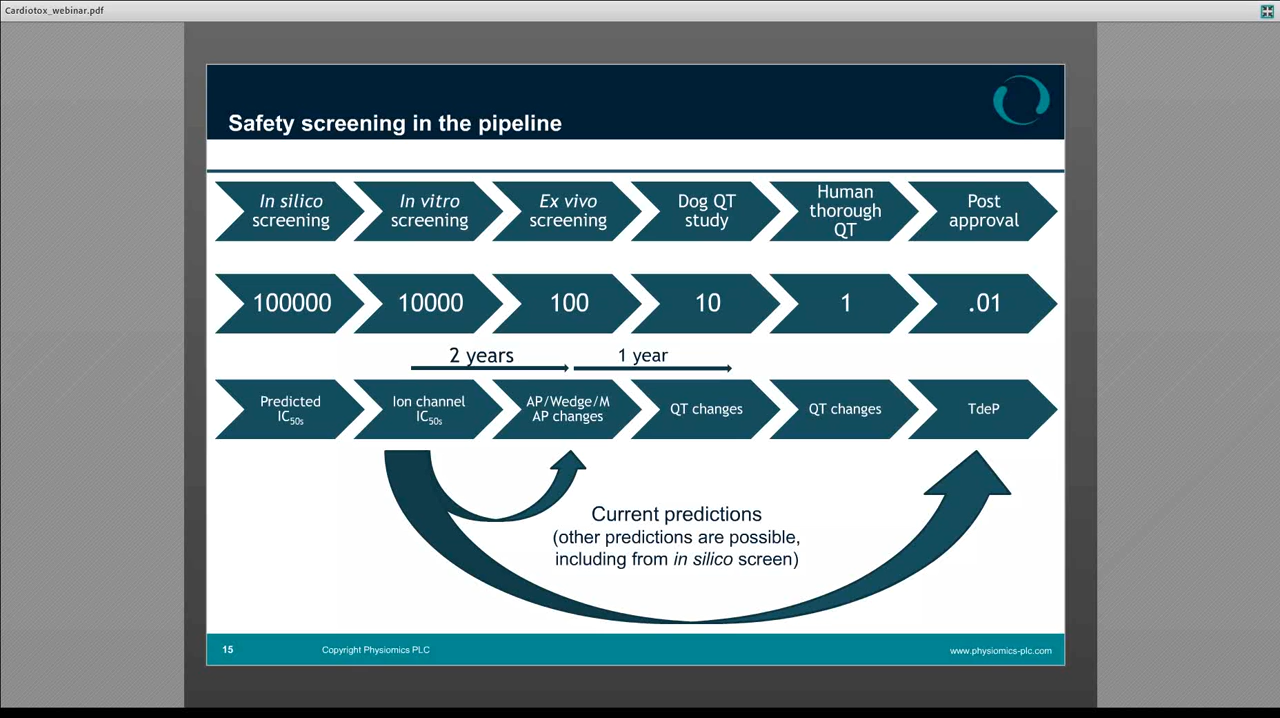 Cardiotox_webinar.pdf
Safety screening in the pipeline
In silico
screening
In vitro
screening
Ex vivo
screening
Dog QT
study
Human
thorough
QT
Post
approval
100000
10000
100
10
1
.01
2 years
1 year
Predicted
IC50s
Ion channel
IC50s
AP/Wedge/M
AP changes
QT changes
QT changes
TdeP
Current predictions
(other predictions are possible,
including from in silico screen)
15
Copyright Physiomics PLC
www.physiomics-plc.com